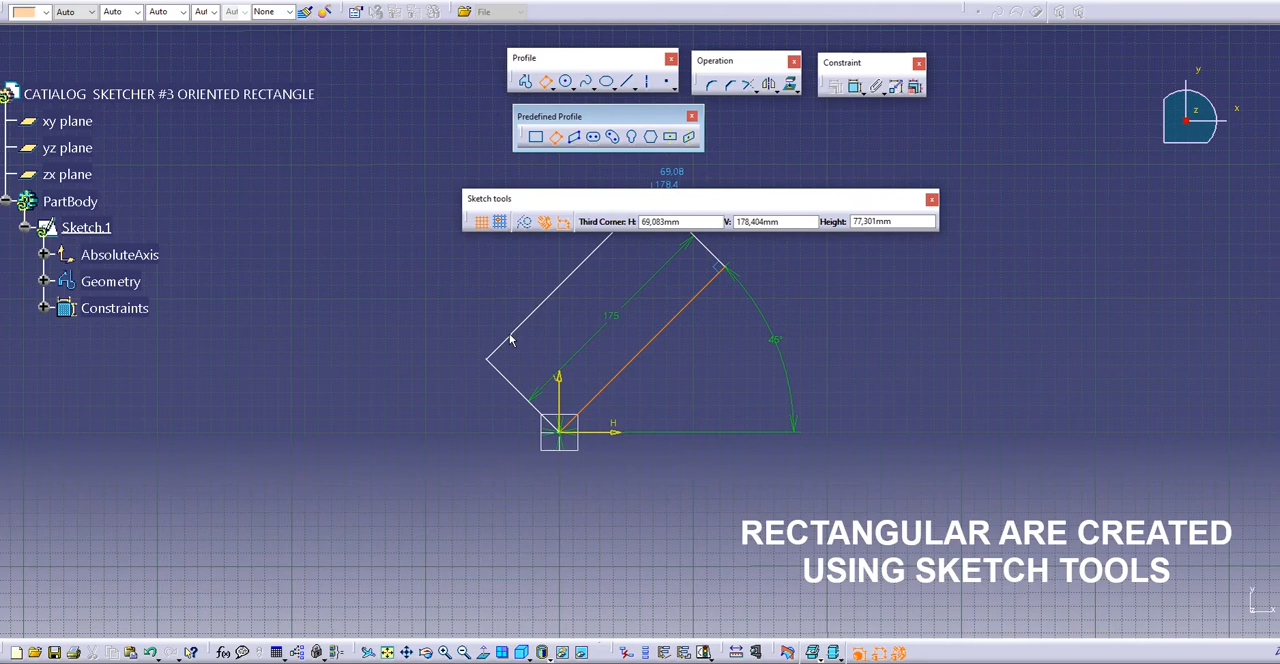 Auto Auto Auto Aut Aut None File
Profile
Operation
Constraint
y
x
z
CATIALOG SKETCHER #3 ORIENTED RECTANGLE
xy plane
yz plane
zx plane
PartBody
Sketch.1
AbsoluteAxis
Geometry
Constraints
Predefined Profile
69,08
178,4
Sketch tools
Third Corner: H: 69,083mm V: 178,404mm Height: 77,301mm
175
45°
V
H
RECTANGULAR ARE CREATED
USING SKETCH TOOLS
y
x
f(x)